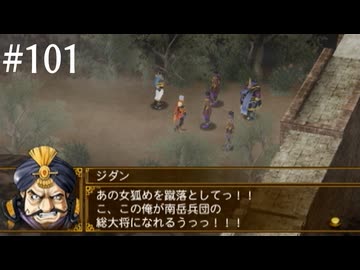 #101
ジダン
あの女狐めを蹴落としてっ！！
こ、この俺が南岳兵団の
総大将になれるうっっ！！！